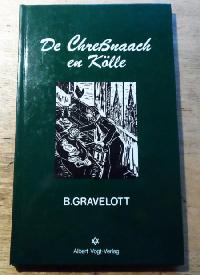 De Chreßnaach
en Kölle
B.GRAVELOTT
Albert Vogt-Verlag